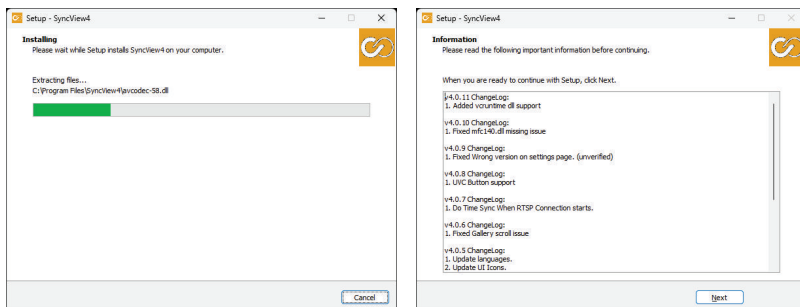 Setup - SyncView4
Installing
Please wait while Setup installs SyncView4 on your computer.
Extracting files...
C:\Program Files\SyncView4\avcodec-58.dll
Cancel
Setup - SyncView4
Information
Please read the following important information before continuing.
When you are ready to continue with Setup, click Next.
v4.0.11 ChangeLog:
1. Added vcruntime dll support
v4.0.10 ChangeLog:
1. Fixed mfc140.dll missing issue
v4.0.9 ChangeLog:
1. Fixed Wrong version on settings page. (unverified)
v4.0.8 ChangeLog:
1. UVC Button support
v4.0.7 ChangeLog:
1. Do Time Sync When RTSP Connection starts.
v4.0.6 ChangeLog:
1. Fixed Gallery scroll issue
v4.0.5 ChangeLog:
1. Update languages.
2. Update UI Icons.
Next